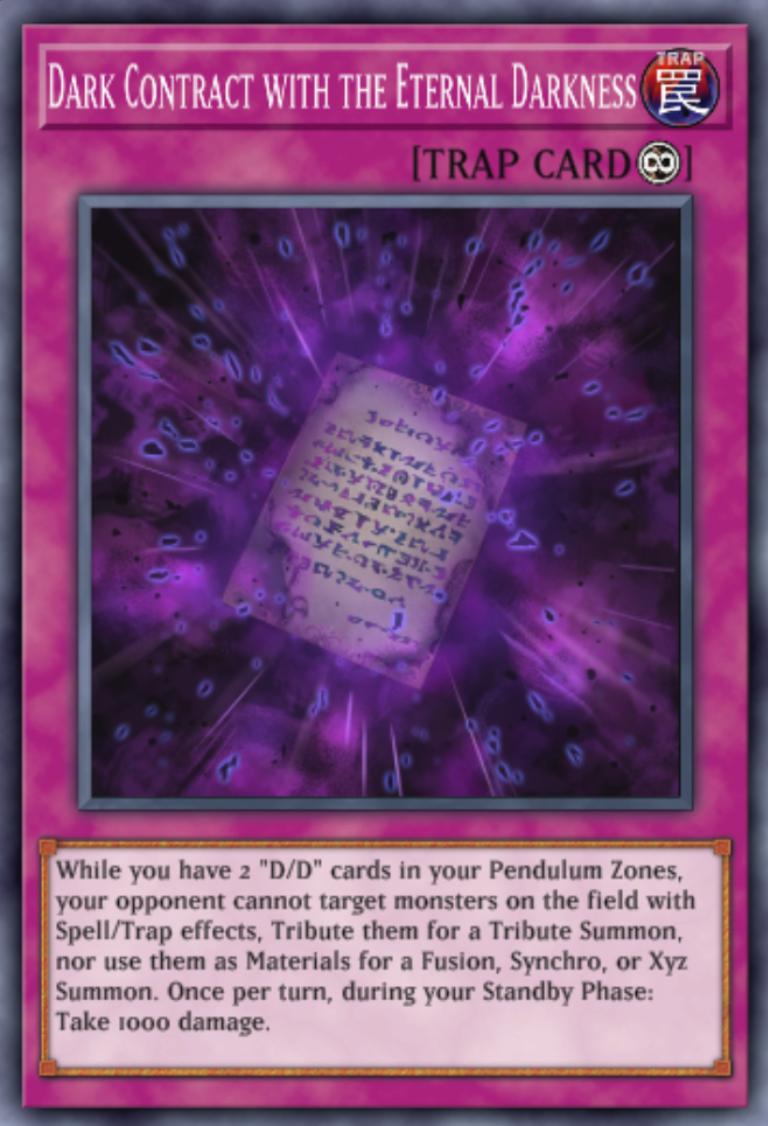 DARK CONTRACT WITH THE ETERNAL DARKNESS
TRAP
罠
[TRAP CARD♾]
While you have 2 "D/D" cards in your Pendulum Zones,
your opponent cannot target monsters on the field with
Spell/Trap effects, Tribute them for a Tribute Summon,
nor use them as Materials for a Fusion, Synchro, or Xyz
Summon. Once per turn, during your Standby Phase:
Take 1000 damage.